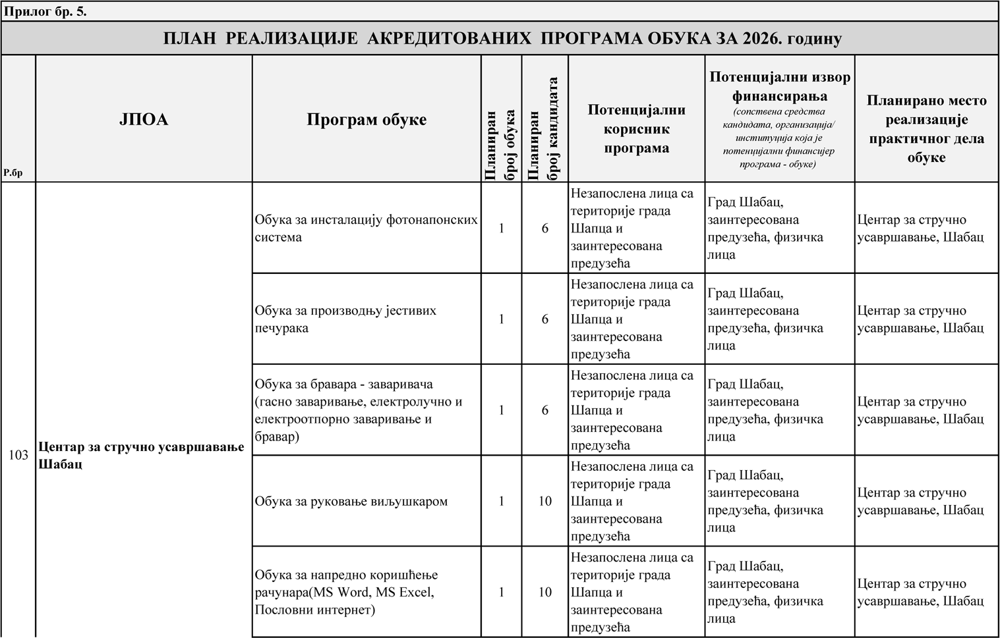 Прилог бр. 5.
ПЛАН РЕАЛИЗАЦИЈЕ АКРЕДИТОВАНИХ ПРОГРАМА ОБУКА ЗА 2026. годину
Р.бр
ЈПОА
Програм обуке
Планиран
број обука
Планиран
број кандидата
Потенцијални
корисник
програма
Потенцијални извор
финансирања
(сопствена средства
кандидата, организација/
институција која је
потенцијални финансијер
програма - обуке)
Планирано место
реализације
практичног дела
обуке
103
Центар за стручно усавршавање
Шабац
Обука за инсталацију фотонапонских
система
1
6
Незапослена лица са
територије града
Шапца и
заинтересована
предузећа
Град Шабац,
заинтересована
предузећа, физичка
лица
Центар за стручно
усавршавање, Шабац
Обука за производњу јестивих
печурака
1
6
Незапослена лица са
територије града
Шапца и
заинтересована
предузећа
Град Шабац,
заинтересована
предузећа, физичка
лица
Центар за стручно
усавршавање, Шабац
Обука за бравара - заваривача
(гасно заваривање, електролучно и
електроотпорно заваривање и
бравар)
1
6
Незапослена лица са
територије града
Шапца и
заинтересована
предузећа
Град Шабац,
заинтересована
предузећа, физичка
лица
Центар за стручно
усавршавање, Шабац
Обука за руковање виљушкаром
1
10
Незапослена лица са
територије града
Шапца и
заинтересована
предузећа
Град Шабац,
заинтересована
предузећа, физичка
лица
Центар за стручно
усавршавање, Шабац
Обука за напредно коришћење
рачунара(MS Word, MS Excel,
Пословни интернет)
1
10
Незапослена лица са
територије града
Шапца и
заинтересована
предузећа
Град Шабац,
заинтересована
предузећа, физичка
лица
Центар за стручно
усавршавање, Шабац